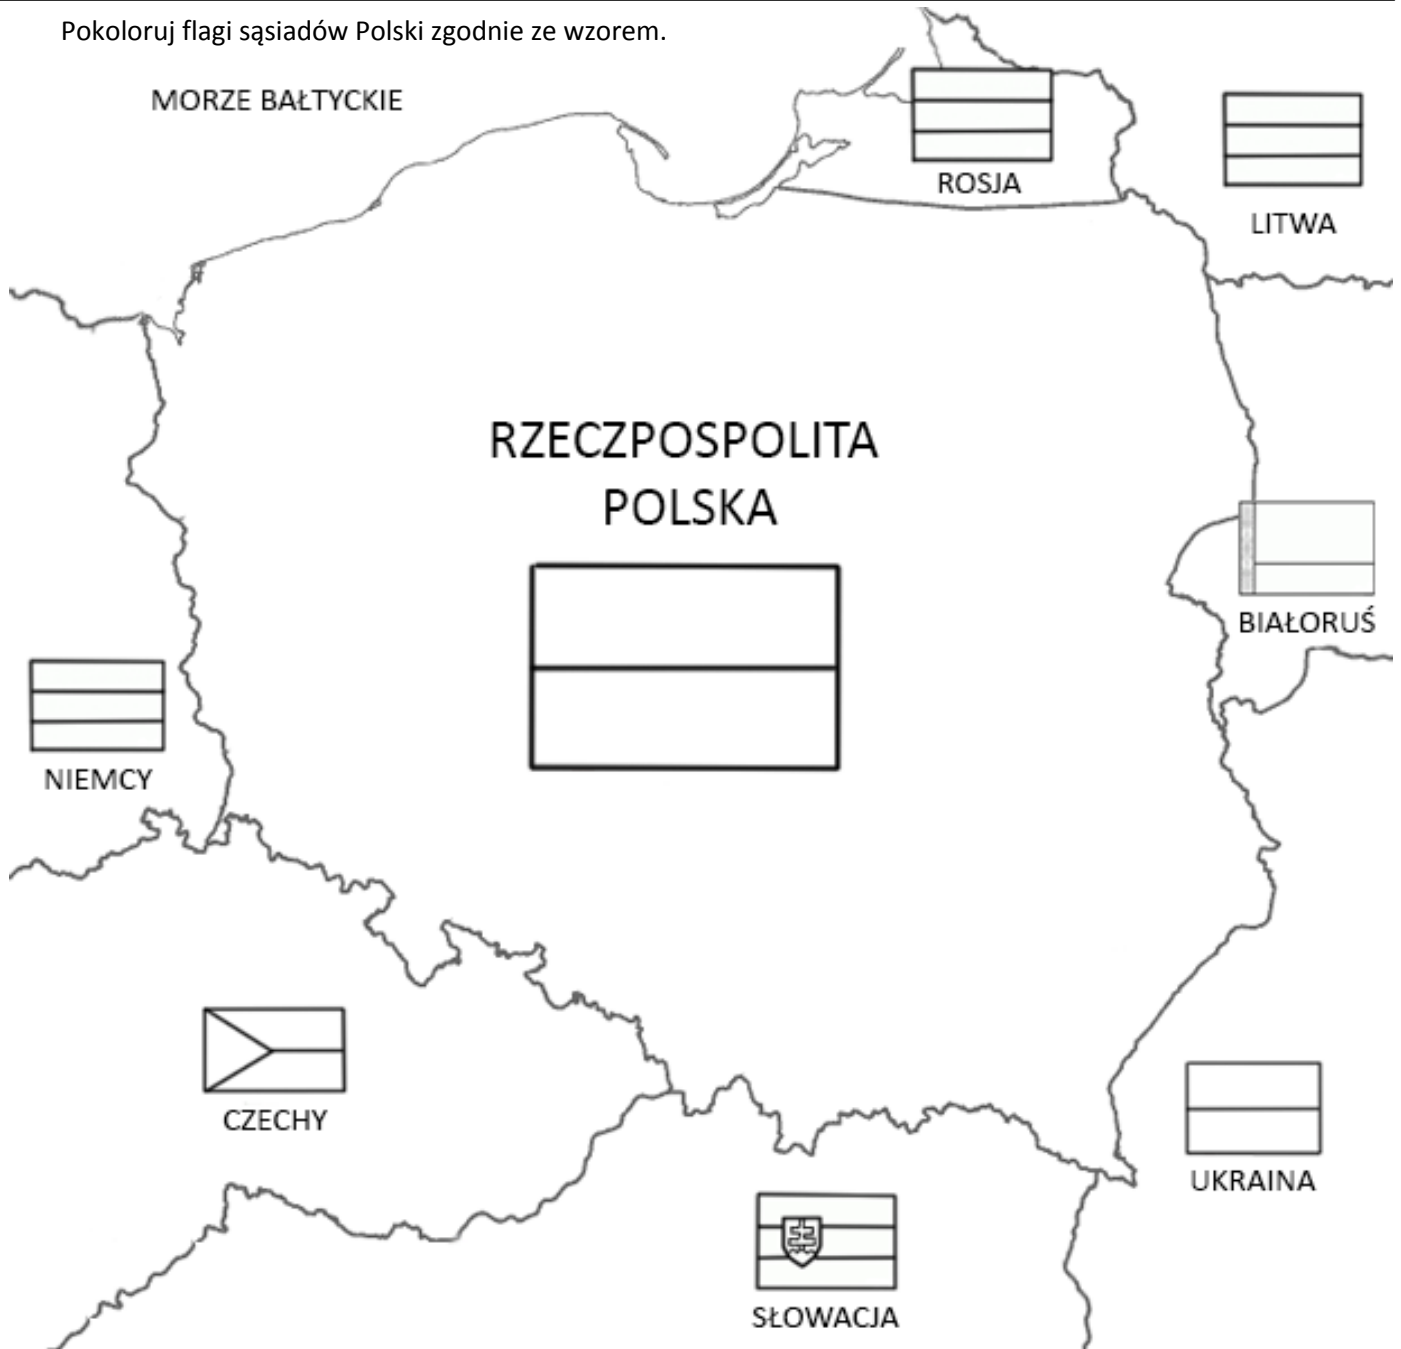 Pokoloruj flagi sąsiadów Polski zgodnie ze wzorem.
MORZE BAŁTYCKIE
ROSJA
LITWA
RZECZPOSPOLITA
POLSKA
BIAŁORUŚ
NIEMCY
CZECHY
UKRAINA
SŁOWACJA